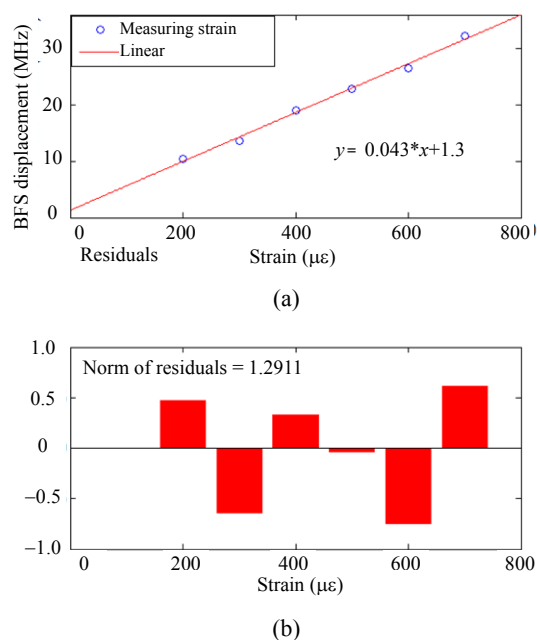 Measuring strain
Linear
BFS displacement (MHz)
30
20
10
0
y= 0.043*x+1.3
0 200 400 600 800
Residuals
Strain (με)
(a)
1.0
0.5
0
−0.5
−1.0
Norm of residuals = 1.2911
0 200 400 600 800
Strain (με)
(b)